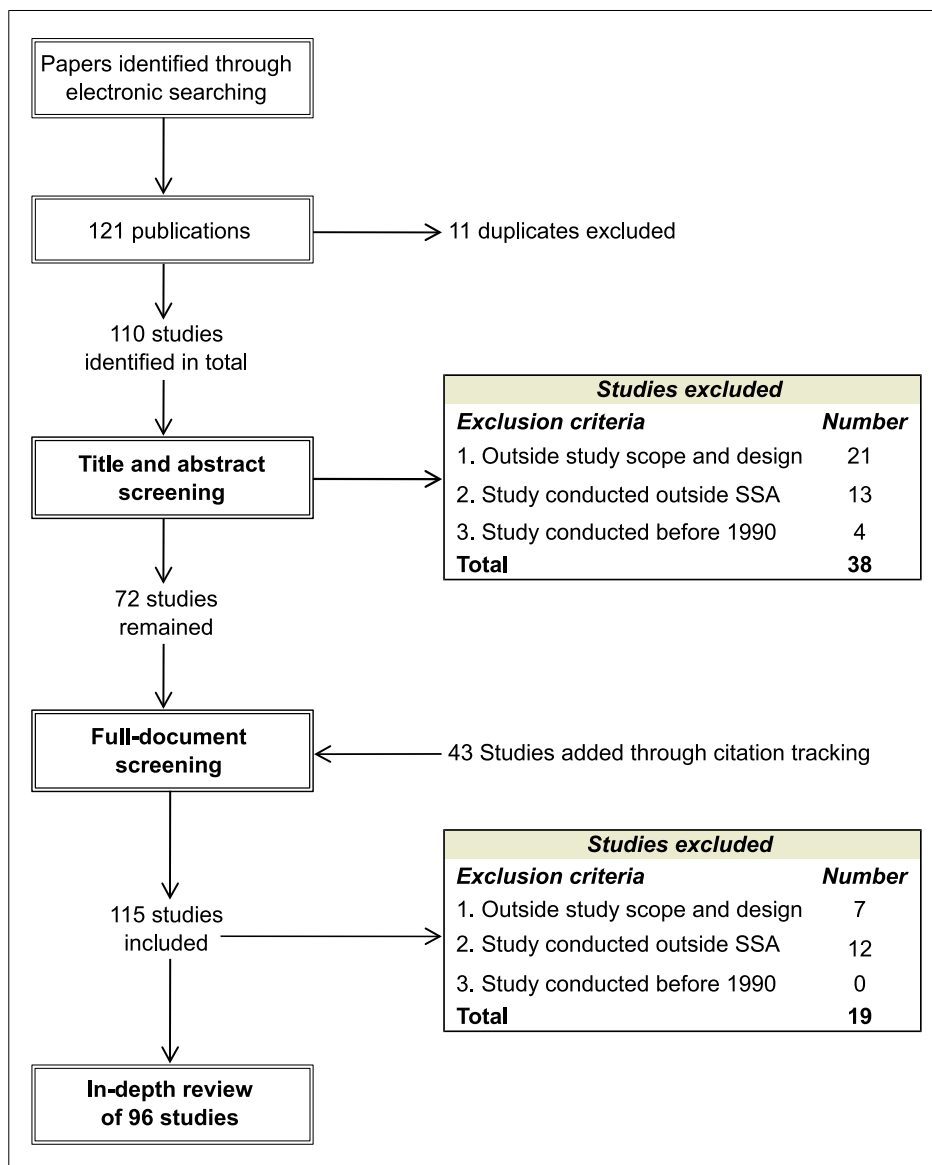 Papers identified through
electronic searching
121 publications
11 duplicates excluded
110 studies
identified in total
Title and abstract
screening
Studies excluded
Exclusion criteria Number
1. Outside study scope and design 21
2. Study conducted outside SSA 13
3. Study conducted before 1990 4
Total 38
72 studies
remained
Full-document
screening
43 Studies added through citation tracking
115 studies
included
Studies excluded
Exclusion criteria Number
1. Outside study scope and design 7
2. Study conducted outside SSA 12
3. Study conducted before 1990 0
Total 19
In-depth review
of 96 studies